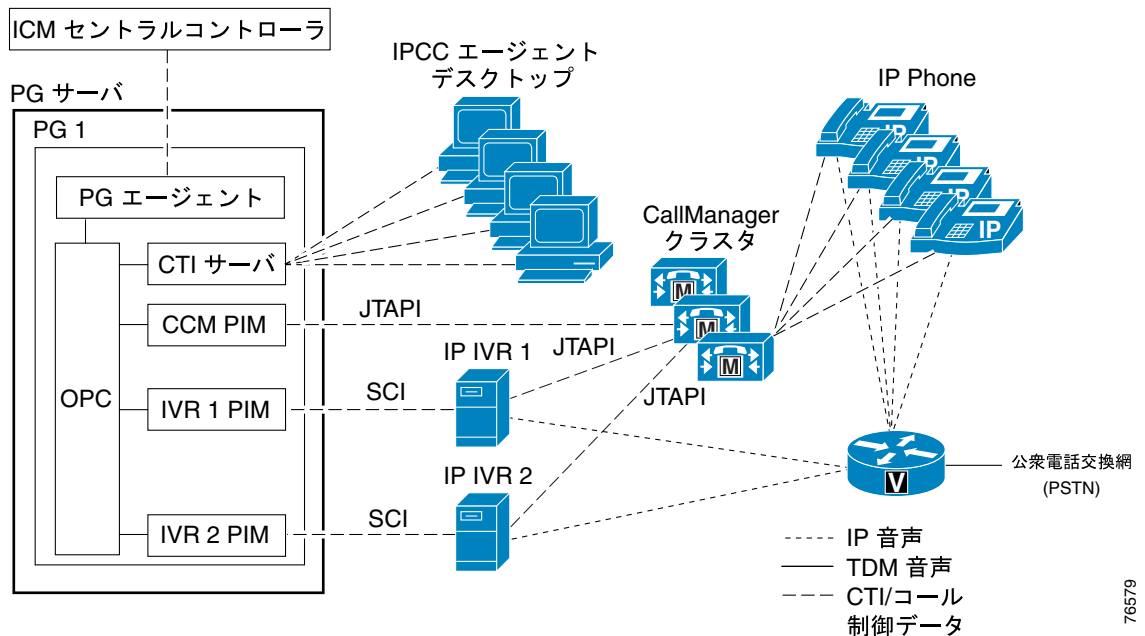 ICM セントラルコントローラ
PG サーバ
PG 1
PG エージェント
OPC
CTI サーバ
CCM PIM
IVR 1 PIM
IVR 2 PIM
IPCC エージェント
デスクトップ
IP Phone
IP
IP
IP
IP
CallManager
クラスタ
M
M
M
JTAPI
IP IVR 1
JTAPI
SCI
JTAPI
IP IVR 2
SCI
V
公衆電話交換網
(PSTN)
IP 音声
TDM 音声
CTI/コール
制御データ
76579